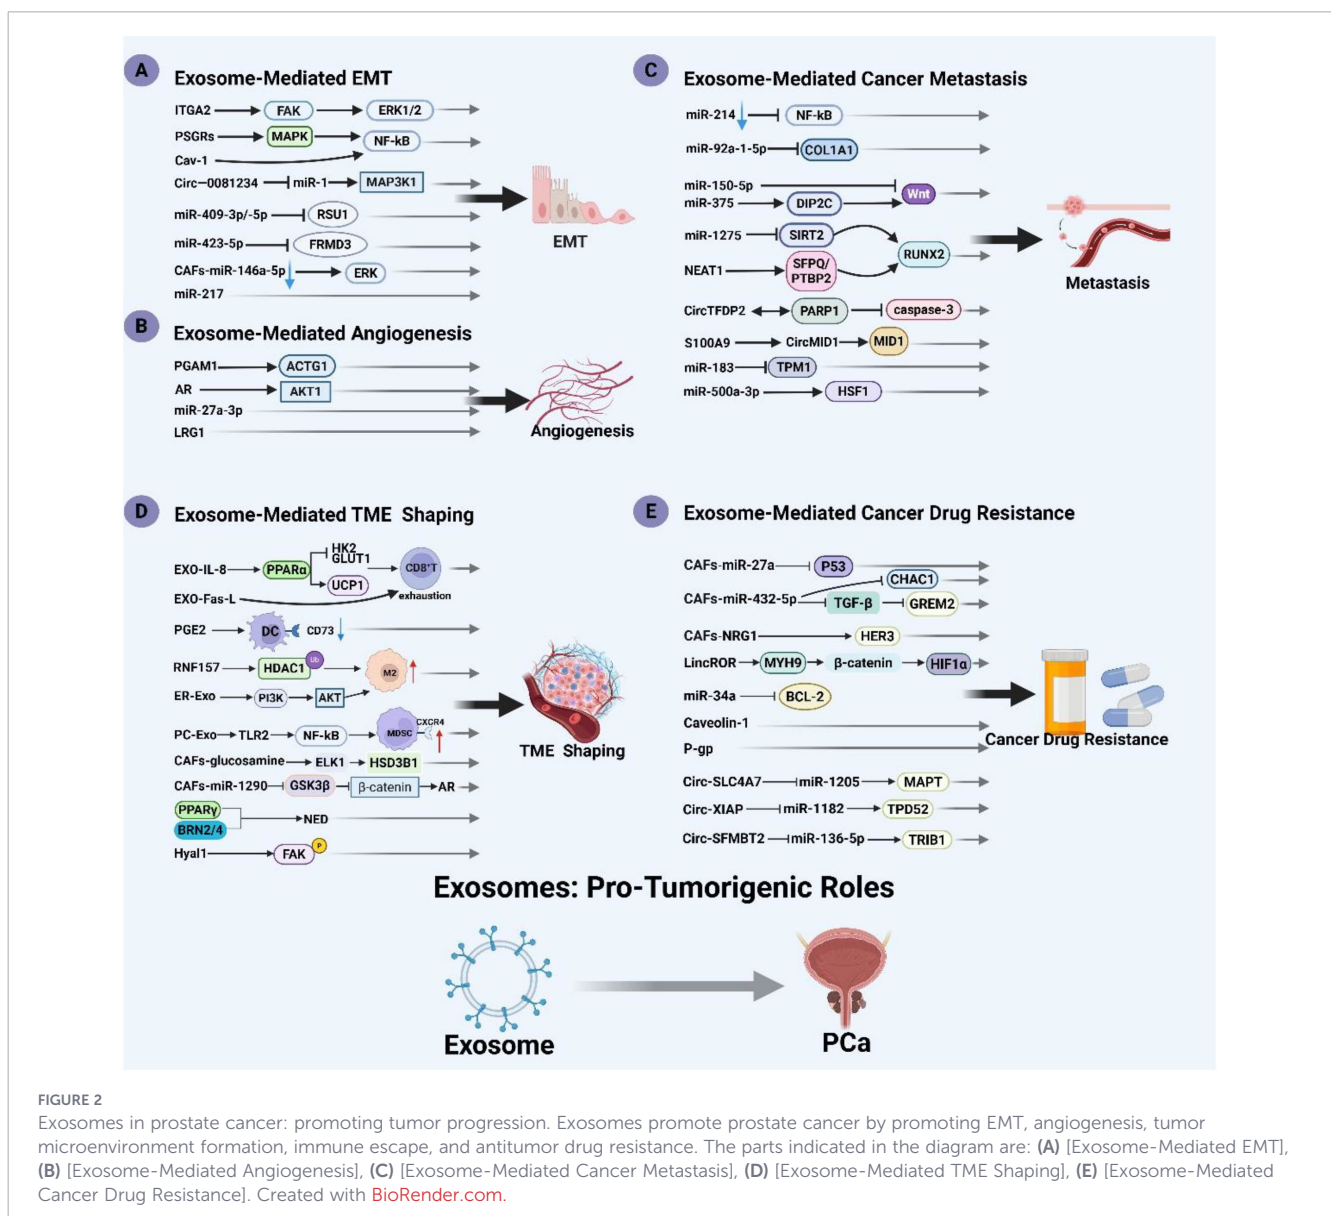 A
Exosome-Mediated EMT
ITGA2 FAK ERK1/2
PSGRs MAPK NF-kB
Cav-1
Circ—0081234 miR-1 MAP3K1
miR-409-3p/-5p RSU1
miR-423-5p FRMD3
CAFs-miR-146a-5p ERK
miR-217
EMT
B
Exosome-Mediated Angiogenesis
PGAM1 ACTG1
AR AKT1
miR-27a-3p
LRG1
Angiogenesis
C
Exosome-Mediated Cancer Metastasis
miR-214 NF-kB
miR-92a-1-5p COL1A1
miR-150-5p Wnt
miR-375 DIP2C
miR-1275 SIRT2
RUNX2
NEAT1 SFPQ/
PTBP2
CircTFDP2 PARP1 caspase-3
S100A9 CircMID1 MID1
miR-183 TPM1
miR-500a-3p HSF1
Metastasis
D
Exosome-Mediated TME Shaping
HK2
GLUT1
EXO-IL-8 PPARα CD8+T
UCP1
EXO-Fas-L exhaustion
PGE2 DC CD73
RNF157 HDAC1 Ub M2
ER-Exo PI3K AKT
CXCR4
PC-Exo TLR2 NF-kB MDSC
CAFs-glucosamine ELK1 HSD3B1
CAFs-miR-1290 GSK3β β-catenin AR
PPARγ
NED
BRN2/4
Hyal1 FAK P
TME Shaping
E
Exosome-Mediated Cancer Drug Resistance
CAFs-miR-27a P53
CHAC1
CAFs-miR-432-5p TGF-β GREM2
CAFs-NRG1 HER3
LincROR MYH9 β-catenin HIF1α
miR-34a BCL-2
Caveolin-1
P-gp
Circ-SLC4A7 miR-1205 MAPT
Circ-XIAP miR-1182 TPD52
Circ-SFMBT2 miR-136-5p TRIB1
Cancer Drug Resistance
Exosomes: Pro-Tumorigenic Roles
Exosome
PCa
FIGURE 2
Exosomes in prostate cancer: promoting tumor progression. Exosomes promote prostate cancer by promoting EMT, angiogenesis, tumor
microenvironment formation, immune escape, and antitumor drug resistance. The parts indicated in the diagram are: (A) [Exosome-Mediated EMT],
(B) [Exosome-Mediated Angiogenesis], (C) [Exosome-Mediated Cancer Metastasis], (D) [Exosome-Mediated TME Shaping], (E) [Exosome-Mediated
Cancer Drug Resistance]. Created with BioRender.com.